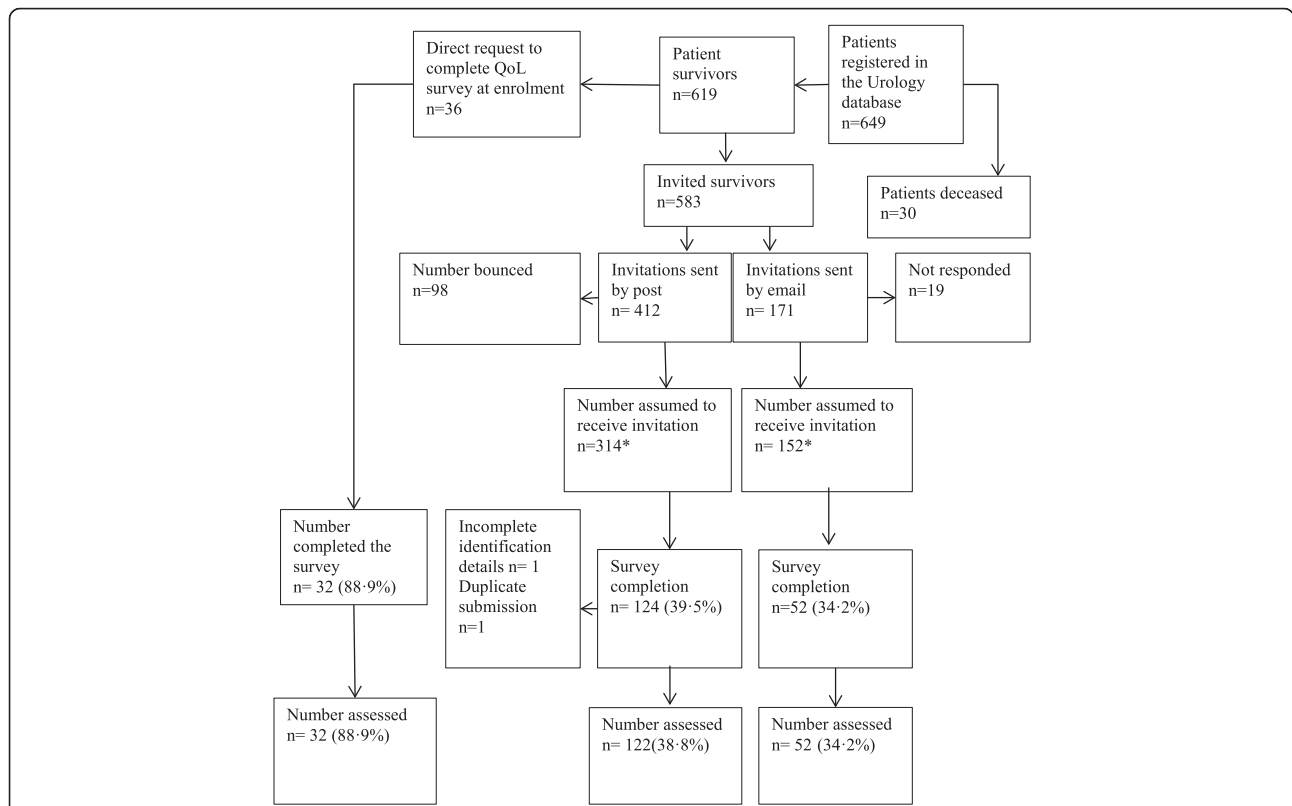 Direct request to
complete QoL
survey at enrolment
n=36
Patient
survivors
n=619
Patients
registered in
the Urology
database
n=649
Invited survivors
n=583
Patients deceased
n=30
Number bounced
n=98
Invitations sent
by post
n= 412
Invitations sent
by email
n= 171
Not responded
n=19
Number assumed to
receive invitation
n=314*
Number assumed to
receive invitation
n= 152*
Number
completed the
survey
n= 32 (88·9%)
Incomplete
identification
details n= 1
Duplicate
submission
n=1
Survey
completion
n= 124 (39·5%)
Survey
completion
n=52 (34·2%)
Number assessed
n= 32 (88·9%)
Number assessed
n= 122(38·8%)
Number assessed
n= 52 (34·2%)